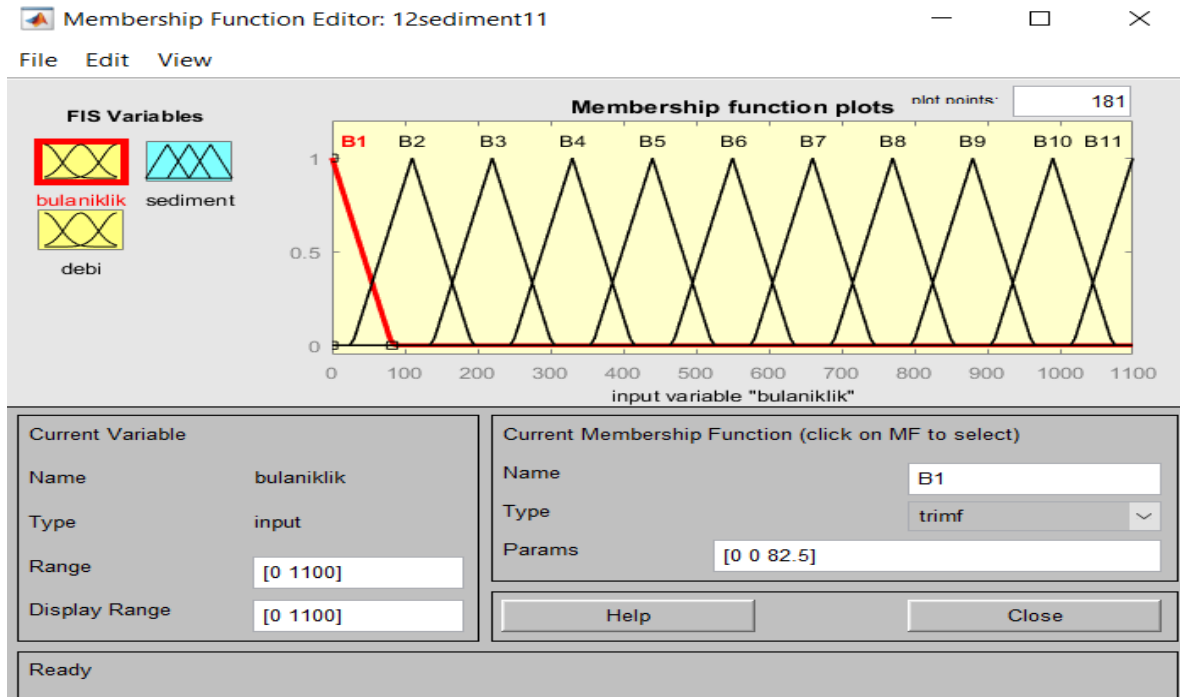 Membership Function Editor: 12sediment11
File Edit View
FIS Variables
bulaniklik sediment
debi
Membership function plots plot points: 181
B1 B2 B3 B4 B5 B6 B7 B8 B9 B10 B11
1
0.5
0
0 100 200 300 400 500 600 700 800 900 1000 1100
input variable "bulaniklik"
Current Variable
Name bulaniklik
Type input
Range [0 1100]
Display Range [0 1100]
Current Membership Function (click on MF to select)
Name B1
Type trimf
Params [0 0 82.5]
Help Close
Ready